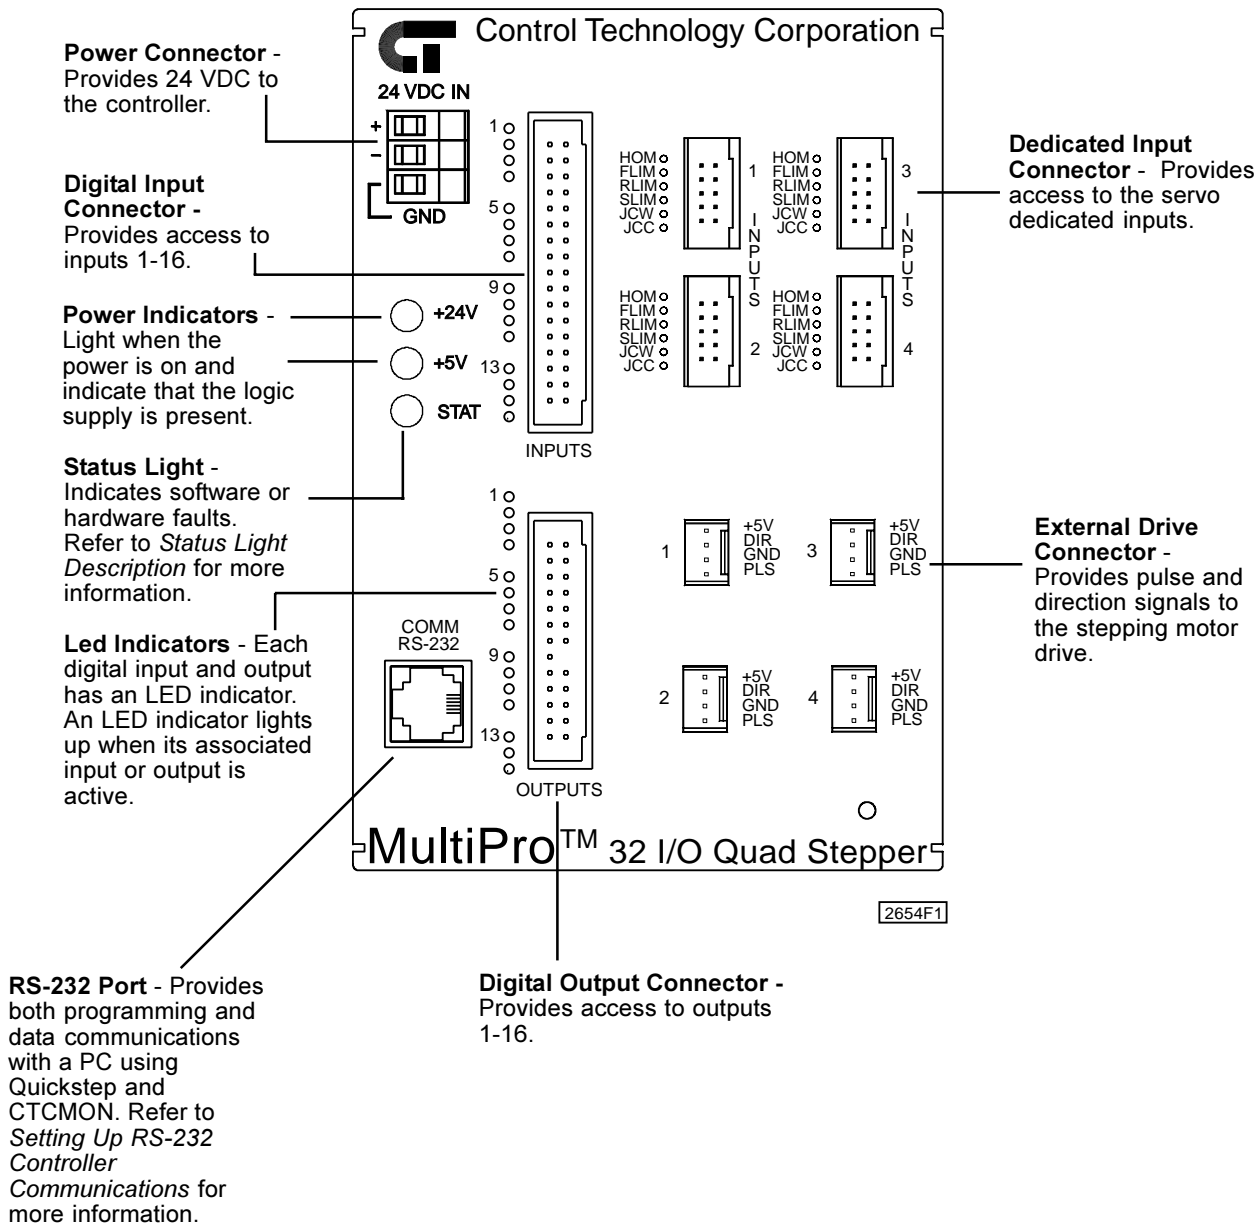 Control Technology Corporation
Power Connector -
Provides 24 VDC to
the controller.
24 VDC IN
+
-
GND
Digital Input
Connector -
Provides access to
inputs 1-16.
Power Indicators -
Light when the
power is on and
indicate that the logic
supply is present.
+24V
+5V
STAT
Status Light -
Indicates software or
hardware faults.
Refer to Status Light
Description for more
information.
Led Indicators - Each
digital input and output
has an LED indicator.
An LED indicator lights
up when its associated
input or output is
active.
COMM
RS-232
1
5
9
13
INPUTS
1
5
9
13
OUTPUTS
HOM
FLIM
RLIM
SLIM
JCW
JCC
1
HOM
FLIM
RLIM
SLIM
JCW
JCC
3
INPUTS
INPUTS
HOM
FLIM
RLIM
SLIM
JCW
JCC
2
HOM
FLIM
RLIM
SLIM
JCW
JCC
4
Dedicated Input
Connector - Provides
access to the servo
dedicated inputs.
1
+5V
DIR
GND
PLS
3
+5V
DIR
GND
PLS
2
+5V
DIR
GND
PLS
4
+5V
DIR
GND
PLS
External Drive
Connector -
Provides pulse and
direction signals to
the stepping motor
drive.
MultiPro™ 32 I/O Quad Stepper
2654F1
RS-232 Port - Provides
both programming and
data communications
with a PC using
Quickstep and
CTCMON. Refer to
Setting Up RS-232
Controller
Communications for
more information.
Digital Output Connector -
Provides access to outputs
1-16.